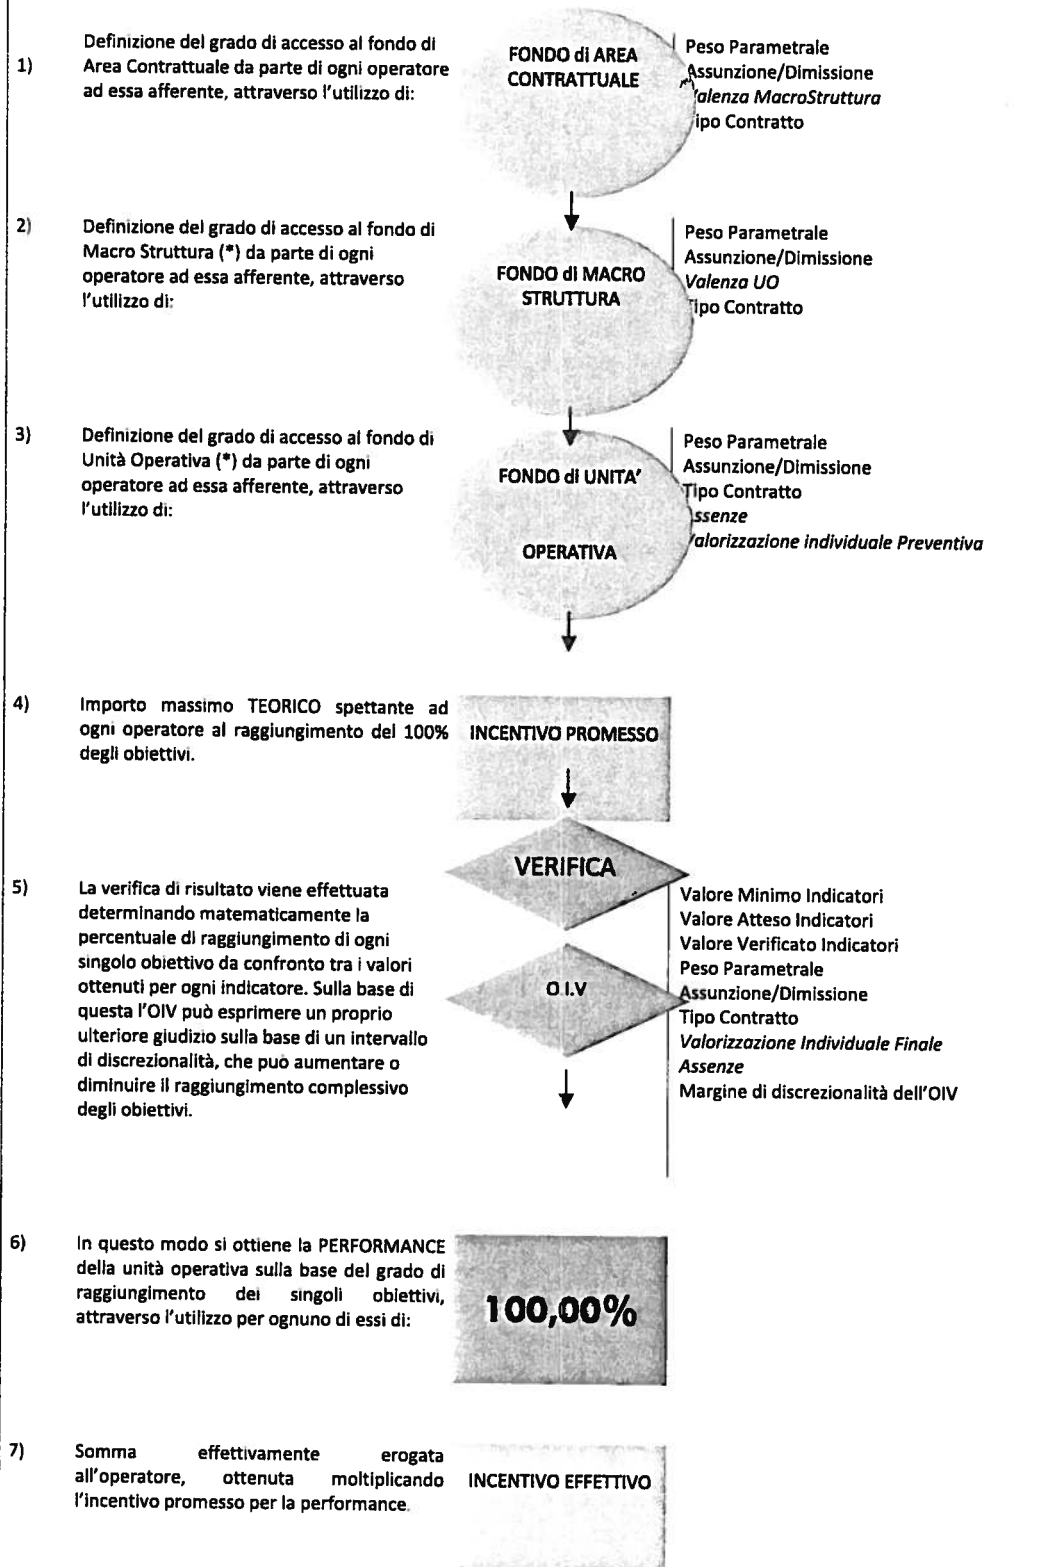 1)
Definizione del grado di accesso al fondo di
Area Contrattuale da parte di ogni operatore
ad essa afferente, attraverso l'utilizzo di:
FONDO di AREA
CONTRATTUALE
Peso Parametrale
Assunzione/Dimissione
alenza MacroStruttura
ipo Contratto
2)
Definizione del grado di accesso al fondo di
Macro Struttura (*) da parte di ogni
operatore ad essa afferente, attraverso
l'utilizzo di:
FONDO di MACRO
STRUTTURA
Peso Parametrale
Assunzione/Dimissione
Valenza UO
Tipo Contratto
3)
Definizione del grado di accesso al fondo di
Unità Operativa (*) da parte di ogni
operatore ad essa afferente, attraverso
l'utilizzo di:
FONDO di UNITA'
OPERATIVA
Peso Parametrale
Assunzione/Dimissione
Tipo Contratto
ssenze
alorizzazione individuale Preventiva
4)
Importo massimo TEORICO spettante ad
ogni operatore al raggiungimento del 100%
degli obiettivi.
INCENTIVO PROMESSO
VERIFICA
5)
La verifica di risultato viene effettuata
determinando matematicamente la
percentuale di raggiungimento di ogni
singolo obiettivo da confronto tra i valori
ottenuti per ogni indicatore. Sulla base di
questa l'OIV può esprimere un proprio
ulteriore giudizio sulla base di un intervallo
di discrezionalità, che può aumentare o
diminuire il raggiungimento complessivo
degli obiettivi.
O.I.V
Valore Minimo Indicatori
Valore Atteso Indicatori
Valore Verificato Indicatori
Peso Parametrale
Assunzione/Dimissione
Tipo Contratto
Valorizzazione Individuale Finale
Assenze
Margine di discrezionalità dell'OIV
6)
In questo modo si ottiene la PERFORMANCE
della unità operativa sulla base del grado di
raggiungimento dei singoli obiettivi,
attraverso l'utilizzo per ognuno di essi di:
100,00%
7)
Somma effettivamente erogata
all'operatore, ottenuta moltiplicando
l'incentivo promesso per la performance.
INCENTIVO EFFETTIVO